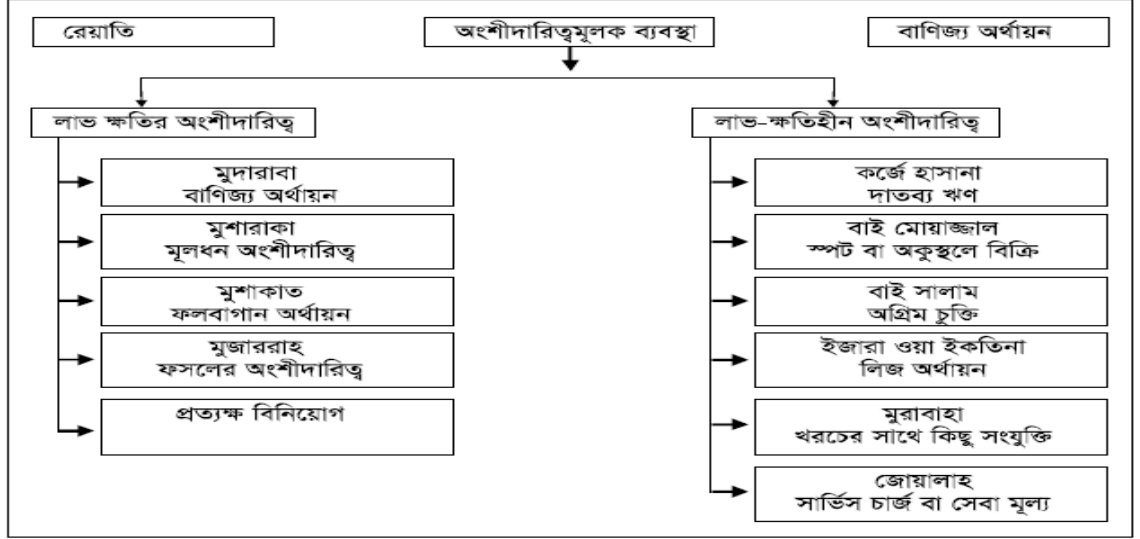 রেয়াতি
অংশীদারিত্বমূলক ব্যবস্থা
বাণিজ্য অর্থায়ন
লাভ ক্ষতির অংশীদারিত্ব
মুদারাবা
বাণিজ্য অর্থায়ন
মুশারাকা
মূলধন অংশীদারিত্ব
মুশাকাত
ফলবাগান অর্থায়ন
মুজাররাহ
ফসলের অংশীদারিত্ব
প্রত্যক্ষ বিনিয়োগ
লাভ-ক্ষতিহীন অংশীদারিত্ব
কর্জে হাসানা
দাতব্য ঋণ
বাই মোয়াজ্জাল
স্পট বা অকুস্থলে বিক্রি
বাই সালাম
অগ্রিম চুক্তি
ইজারা ওয়া ইকতিনা
লিজ অর্থায়ন
মুরাবাহা
খরচের সাথে কিছু সংযুক্তি
জোয়ালাহ
সার্ভিস চার্জ বা সেবা মূল্য